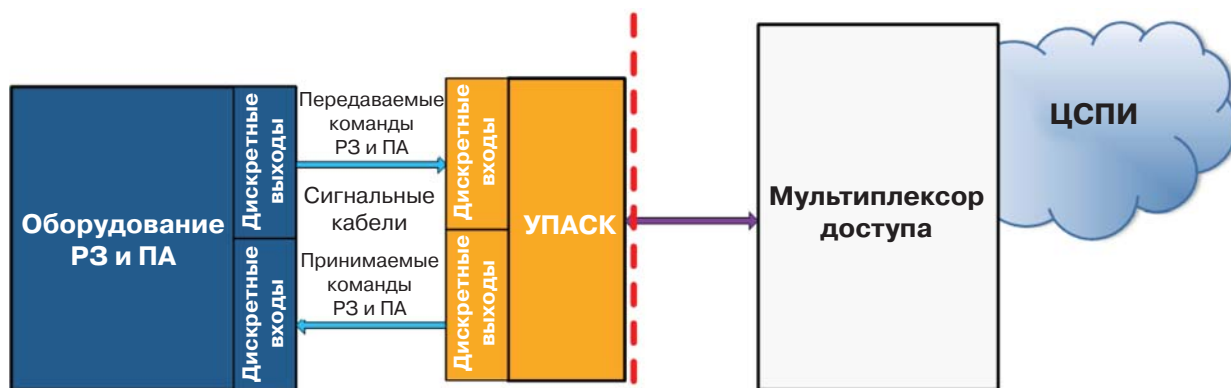 Оборудование
РЗ и ПА
Дискретные
выходы
Дискретные
входы
Передаваемые
команды
РЗ и ПА
Сигнальные
кабели
Принимаемые
команды
РЗ и ПА
Дискретные
входы
Дискретные
выходы
УПАСК
Мультиплексор
доступа
ЦСПИ